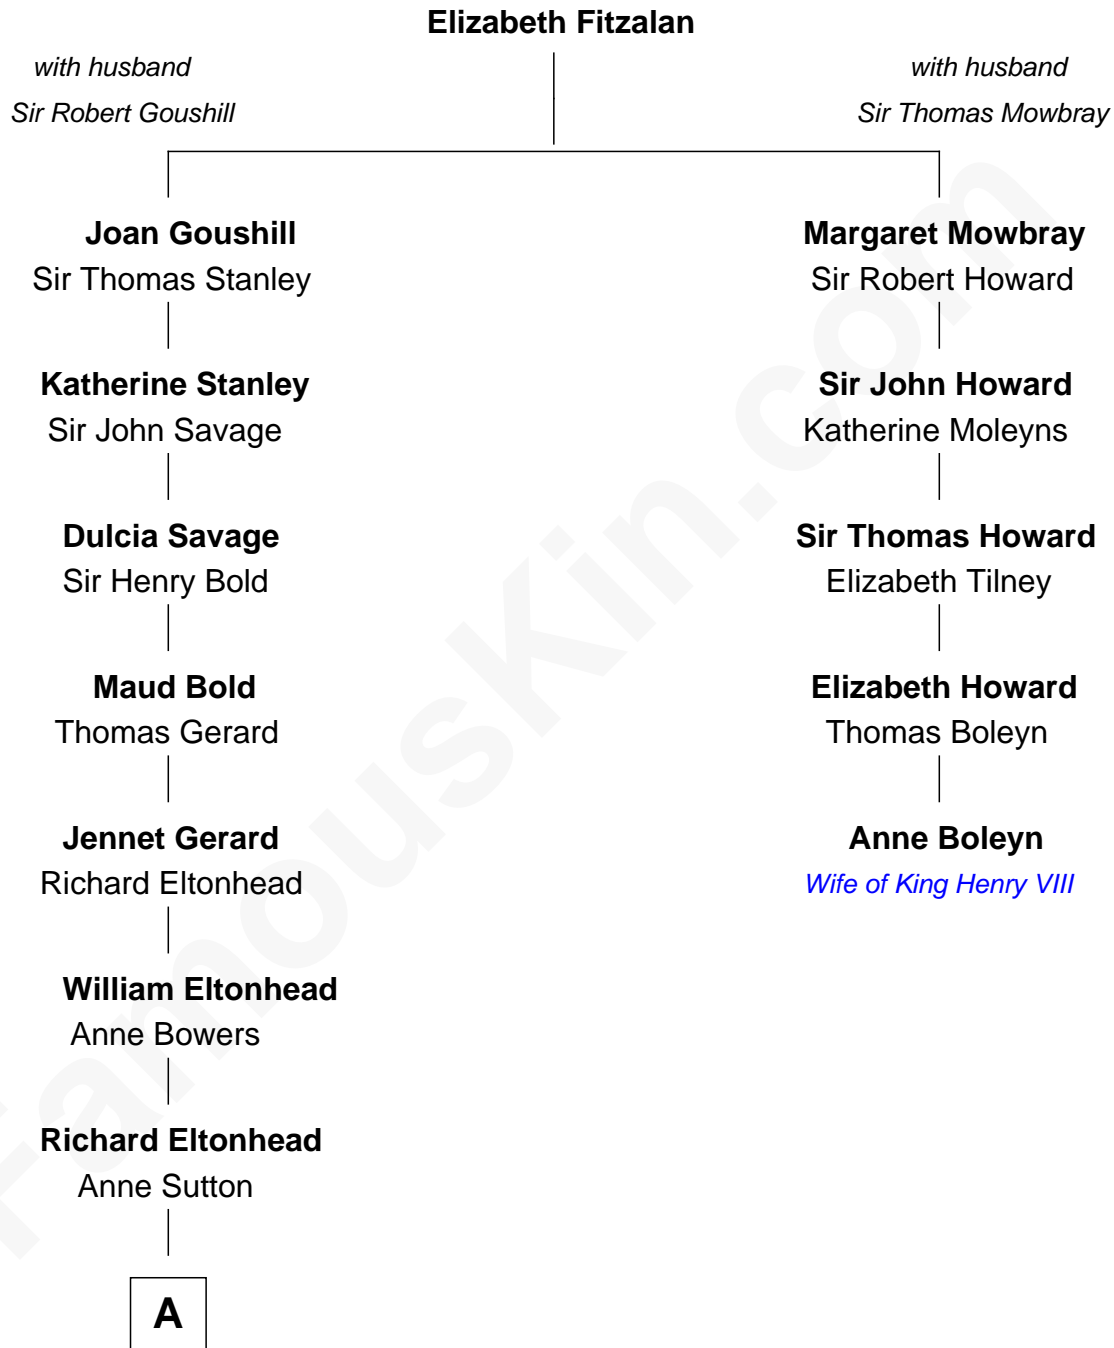 Elizabeth Fitzalan
with husband
Sir Robert Goushill
with husband
Sir Thomas Mowbray
Joan Goushill
Sir Thomas Stanley
Katherine Stanley
Sir John Savage
Dulcia Savage
Sir Henry Bold
Maud Bold
Thomas Gerard
Jennet Gerard
Richard Eltonhead
William Eltonhead
Anne Bowers
Richard Eltonhead
Anne Sutton
A
Margaret Mowbray
Sir Robert Howard
Sir John Howard
Katherine Moleyns
Sir Thomas Howard
Elizabeth Tilney
Elizabeth Howard
Thomas Boleyn
Anne Boleyn
Wife of King Henry VIII
FamousKin.com